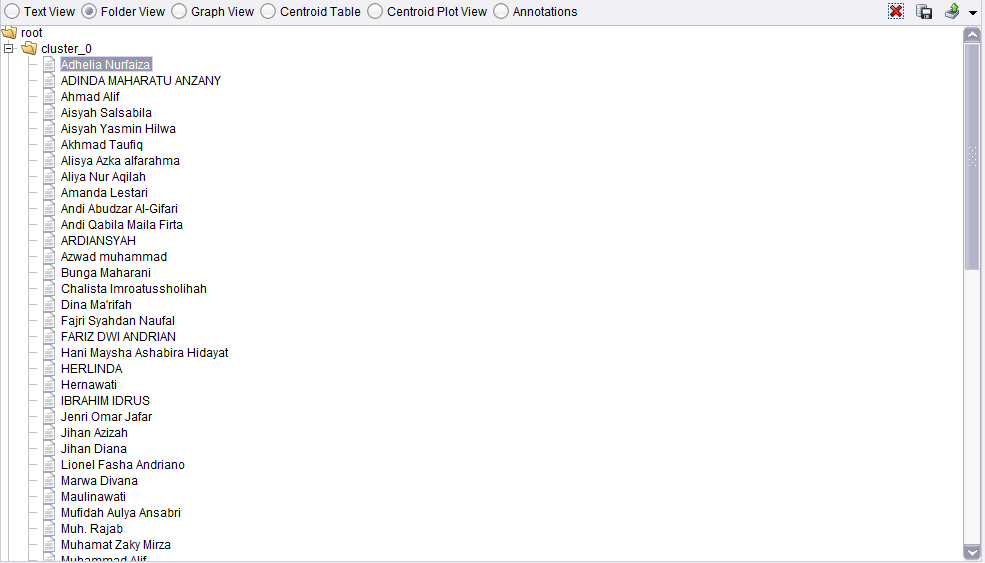 Text View Folder View Graph View Centroid Table Centroid Plot View Annotations
root
cluster_0
Adhelia Nurfaiza
ADINDA MAHARATU ANZANY
Ahmad Alif
Aisyah Salsabila
Aisyah Yasmin Hilwa
Akhmad Taufiq
Alisya Azka alfarahma
Aliya Nur Aqilah
Amanda Lestari
Andi Abudzar Al-Gifari
Andi Qabila Maila Firta
ARDIANSYAH
Azwad muhammad
Bunga Maharani
Chalista Imroatussholihah
Dina Ma'rifah
Fajri Syahdan Naufal
FARIZ DWI ANDRIAN
Hani Maysha Ashabira Hidayat
HERLINDA
Hernawati
IBRAHIM IDRUS
Jenri Omar Jafar
Jihan Azizah
Jihan Diana
Lionel Fasha Andriano
Marwa Divana
Maulinawati
Mufidah Aulya Ansabri
Muh. Rajab
Muhamat Zaky Mirza
Muhammad Alif